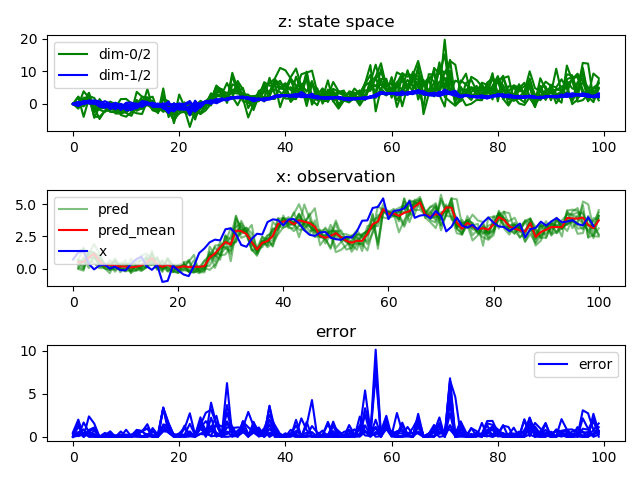 z: state space
20
10
0
dim-0/2
dim-1/2
0 20 40 60 80 100
x: observation
5.0
2.5
0.0
pred
pred_mean
x
0 20 40 60 80 100
error
10
5
0
error
0 20 40 60 80 100